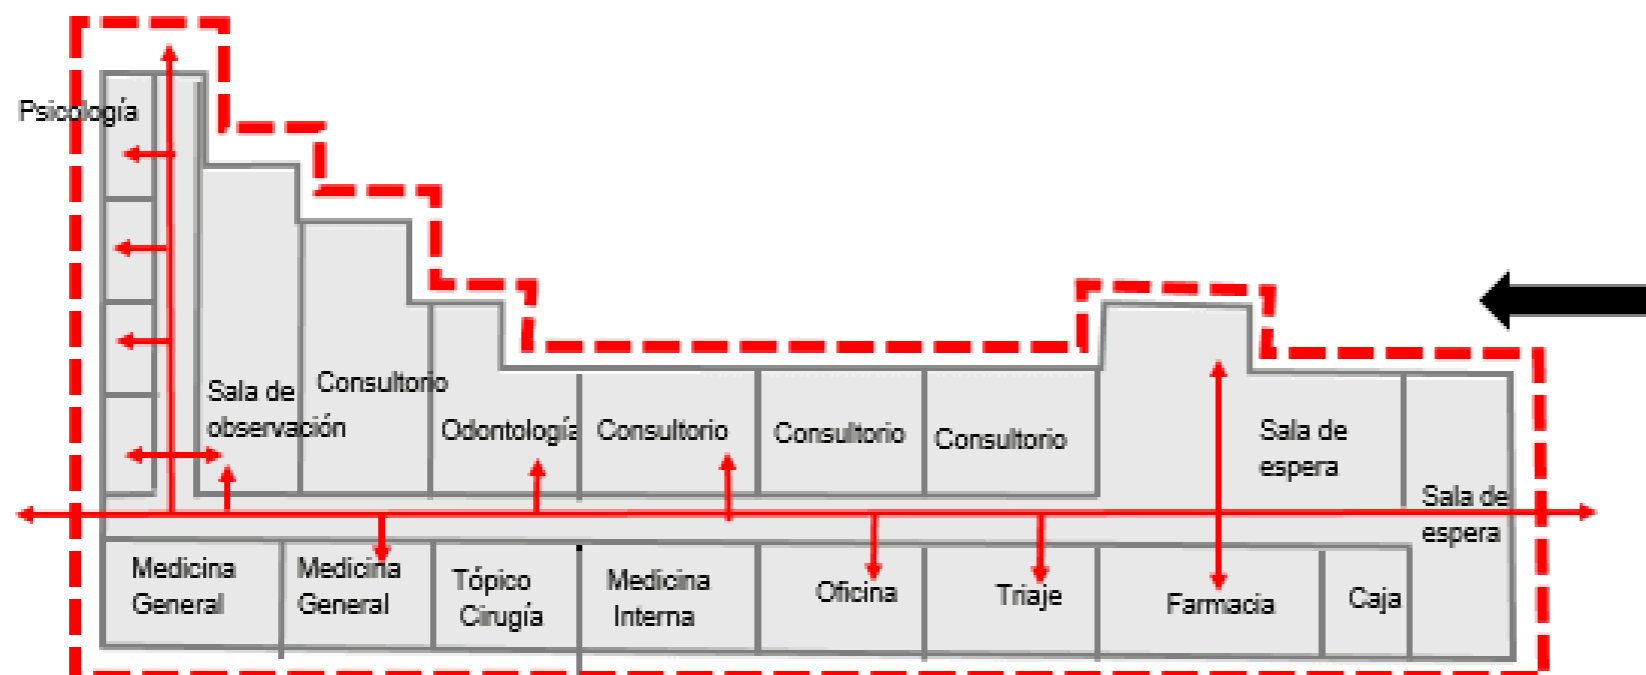 Psicología
Sala de
observación
Consultorio
Odontología
Consultorio
Consultorio
Consultorio
Sala de
espera
Sala de
espera
Medicina
General
Medicina
General
Tópico
Cirugía
Medicina
Interna
Oficina
Triaje
Farmacia
Caja